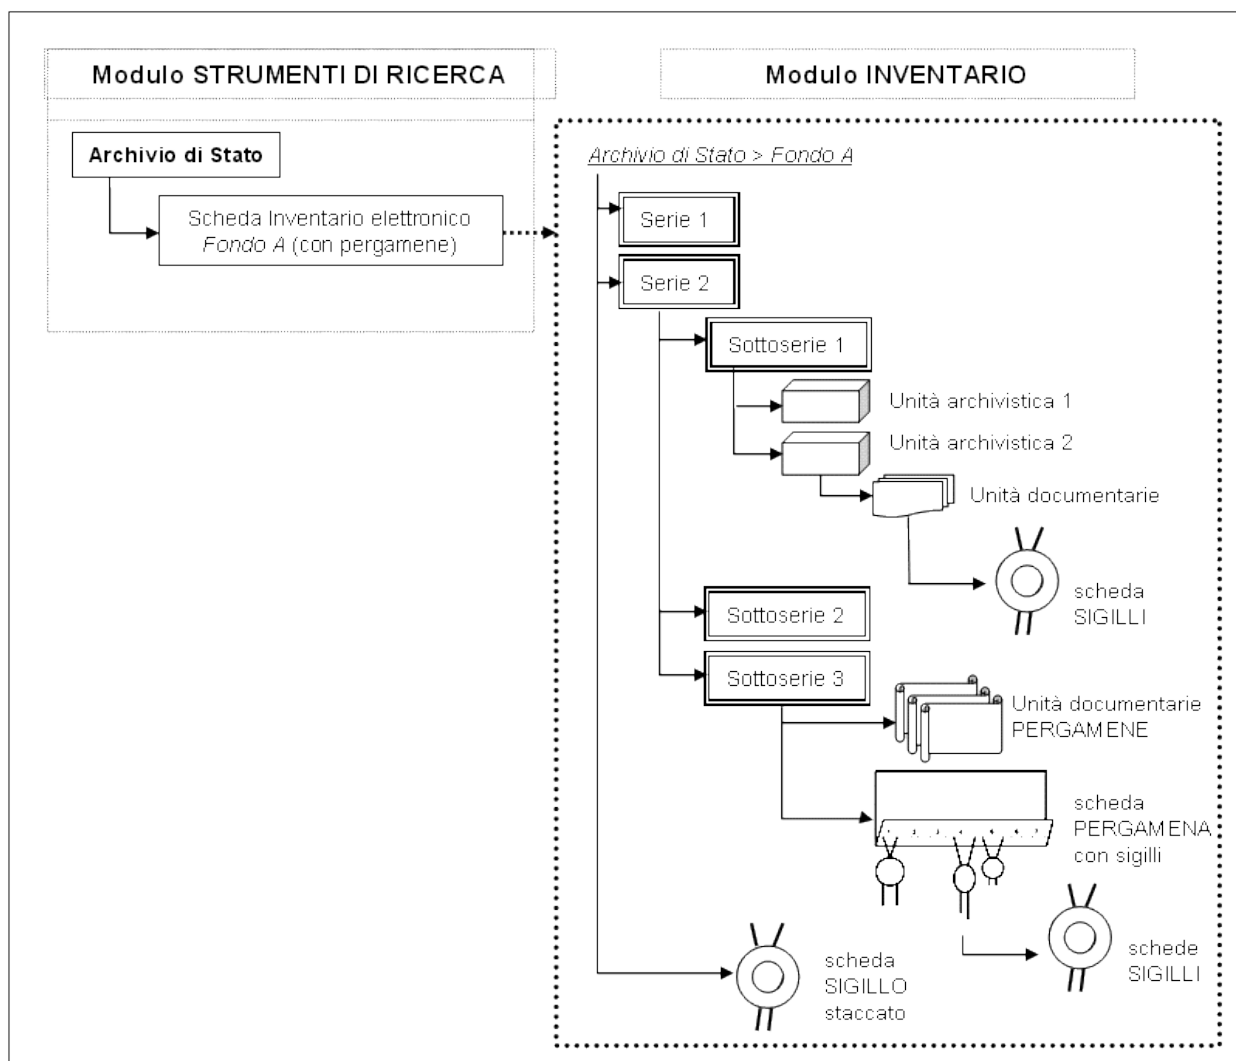 Modulo STRUMENTI DI RICERCA
Modulo INVENTARIO
Archivio di Stato
Scheda Inventario elettronico
Fondo A (con pergamene)
Archivio di Stato > Fondo A
Serie 1
Serie 2
Sottoserie 1
Unità archivistica 1
Unità archivistica 2
Unità documentarie
scheda
SIGILLI
Sottoserie 2
Sottoserie 3
Unità documentarie
PERGAMENE
scheda
PERGAMENA
con sigilli
schede
SIGILLI
scheda
SIGILLO
staccato